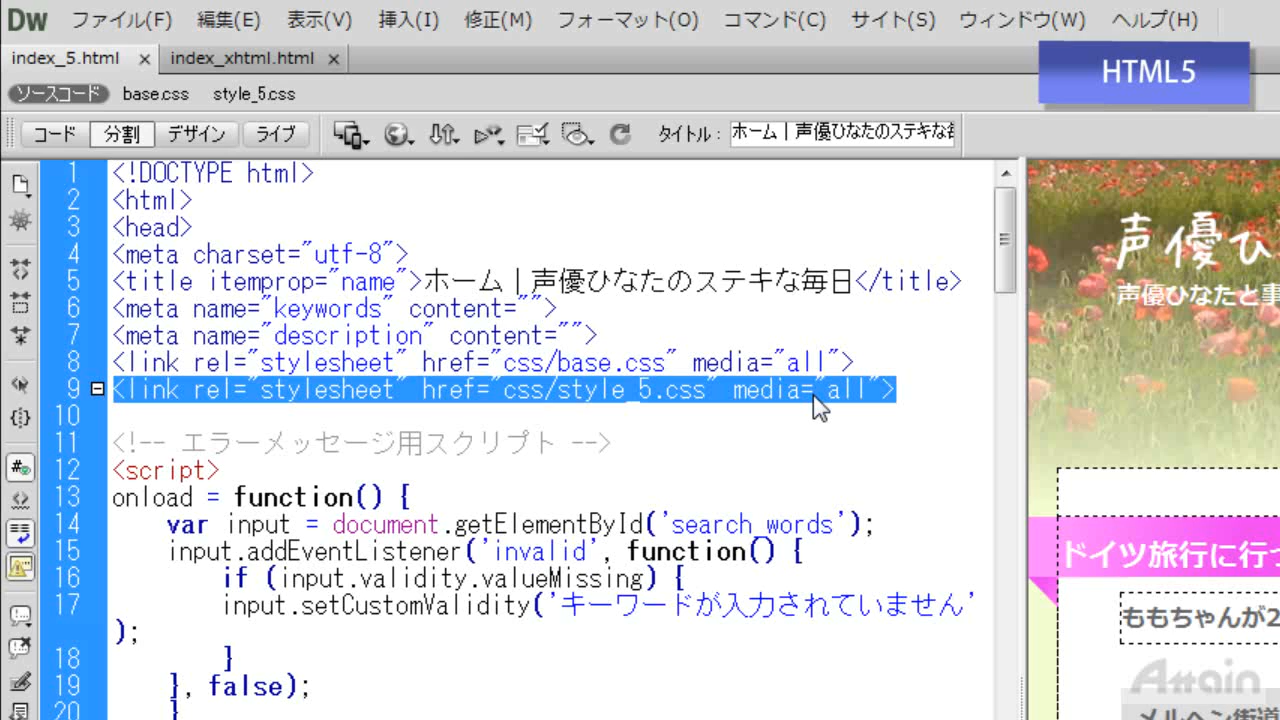 Dw ファイル(F) 編集(E) 表示(V) 挿入(I) 修正(M) フォーマット(O) コマンド(C) サイト(S) ウィンドウ(W) ヘルプ(H)
index_5.html × index_xhtml.html ×
HTML5
ソースコード base.css style_5.css
コード 分割 デザイン ライブ タイトル : ホーム｜声優ひなたのステキな
1 <!DOCTYPE html>
2 <html>
3 <head>
4 <meta charset="utf-8">
5 <title itemprop="name">ホーム｜声優ひなたのステキな毎日</title>
6 <meta name="keywords" content="">
7 <meta name="description" content="">
8 <link rel="stylesheet" href="css/base.css" media="all">
9 <link rel="stylesheet" href="css/style_5.css" media="all">
10
11 <!-- エラーメッセージ用スクリプト -->
12 <script>
13 onload = function() {
14 var input = document.getElementById('search_words');
15 input.addEventListener('invalid', function() {
16 if (input.validity.valueMissing) {
17 input.setCustomValidity('キーワードが入力されていません'
);
18 }
19 }, false);
20 }
声優ひ
声優ひなたと事
ドイツ旅行に行っ
ももちゃんが2
Attain
メルヘン街道